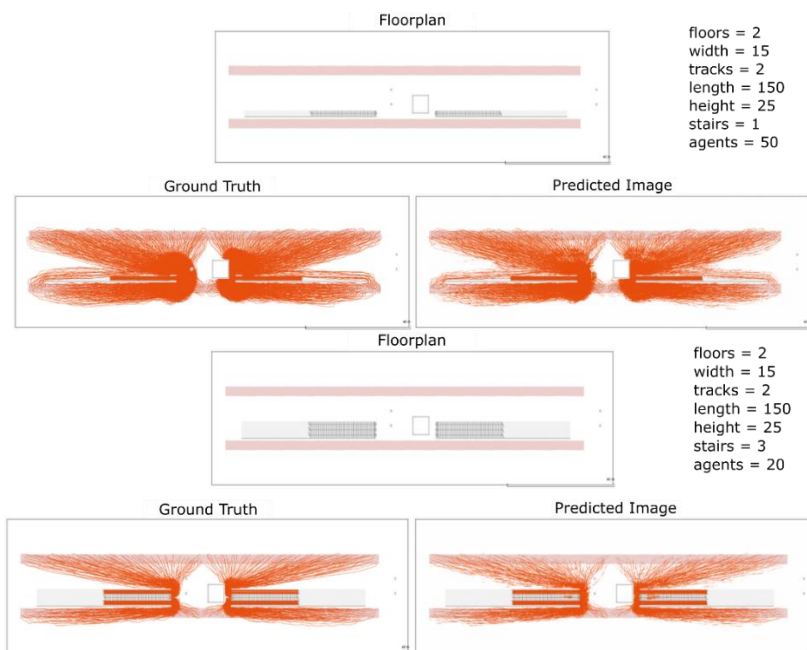 Floorplan
floors = 2
width = 15
tracks = 2
length = 150
height = 25
stairs = 1
agents = 50
Ground Truth
Predicted Image
Floorplan
floors = 2
width = 15
tracks = 2
length = 150
height = 25
stairs = 3
agents = 20
Ground Truth
Predicted Image